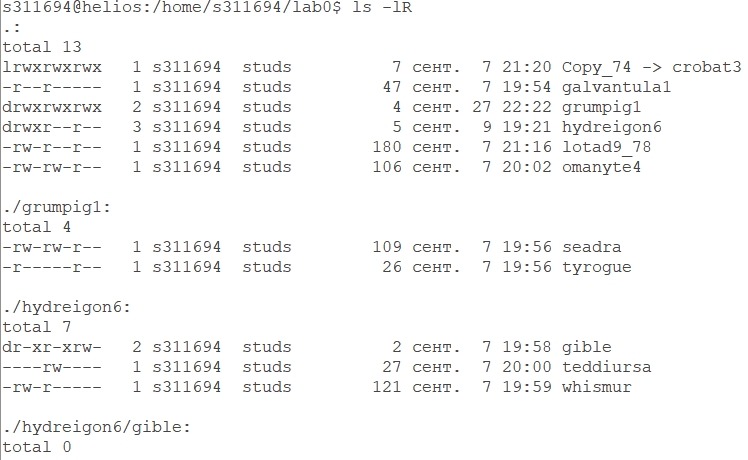 s311694@helios:/home/s311694/lab0$ ls -lR
.:
total 13
lrwxrwxrwx   1 s311694  studs          7 сент.  7 21:20 Copy_74 -> crobat3
-r--r-----   1 s311694  studs         47 сент.  7 19:54 galvantula1
drwxrwxrwx   2 s311694  studs          4 сент. 27 22:22 grumpig1
drwxr--r--   3 s311694  studs          5 сент.  9 19:21 hydreigon6
-rw-r--r--   1 s311694  studs        180 сент.  7 21:16 lotad9_78
-rw-rw-r--   1 s311694  studs        106 сент.  7 20:02 omanyte4
./grumpig1:
total 4
-rw-rw-r--   1 s311694  studs        109 сент.  7 19:56 seadra
-r-----r--   1 s311694  studs         26 сент.  7 19:56 tyrogue
./hydreigon6:
total 7
dr-xr-xrw-   2 s311694  studs          2 сент.  7 19:58 gible
----rw----   1 s311694  studs         27 сент.  7 20:00 teddiursa
-rw-r-----   1 s311694  studs        121 сент.  7 19:59 whismur
./hydreigon6/gible:
total 0